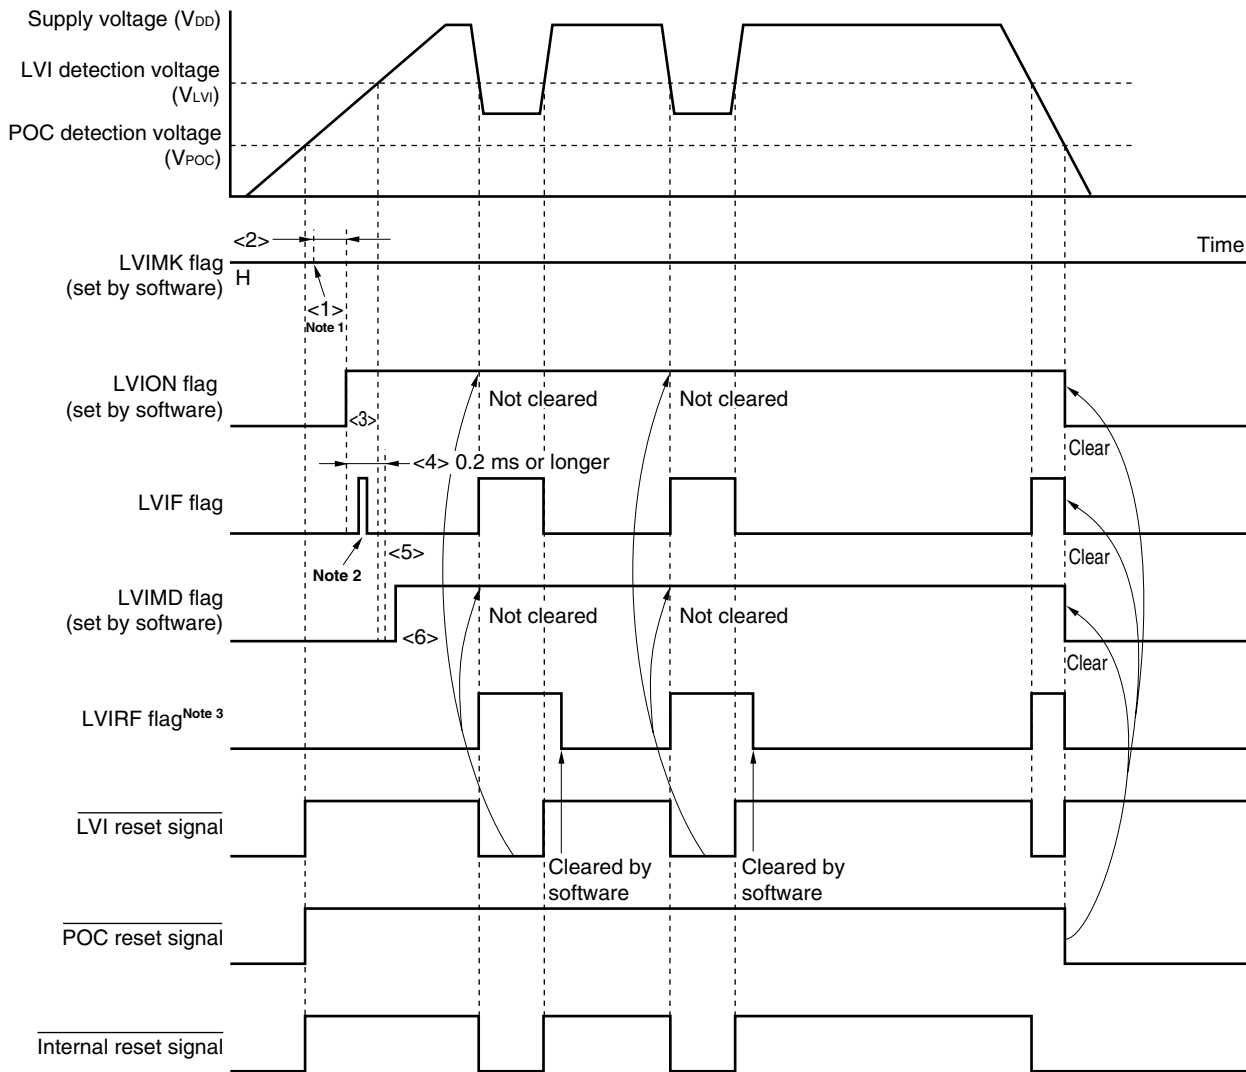 Supply voltage (VDD)
LVI detection voltage
(VLVI)
POC detection voltage
(VPOC)
<2>
Time
LVIMK flag
(set by software)
H
<1>
Note 1
LVION flag
(set by software)
Not cleared
Not cleared
<3>
Clear
<4> 0.2 ms or longer
LVIF flag
<5>
Clear
Note 2
LVIMD flag
(set by software)
Not cleared
Not cleared
<6>
Clear
LVIRF flagNote 3
LVI reset signal
Cleared by
software
Cleared by
software
POC reset signal
Internal reset signal